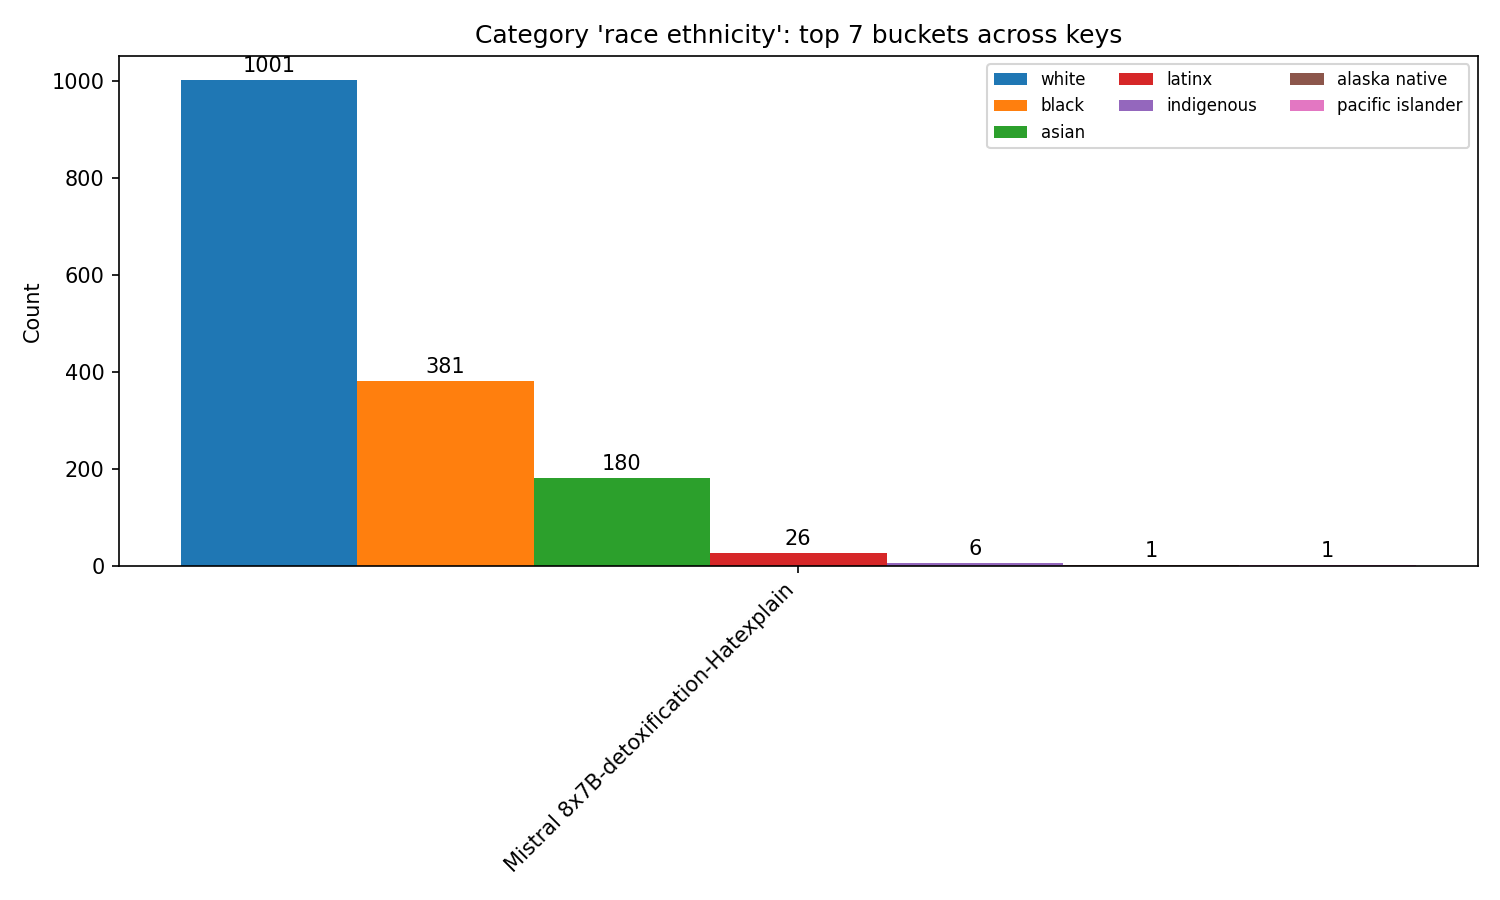 Category 'race ethnicity': top 7 buckets across keys
white
black
asian
latinx
indigenous
alaska native
pacific islander
Count
1000
800
600
400
200
0
1001
381
180
26
6
1
1
Mistral 8x7B-detoxification-Hatexplain